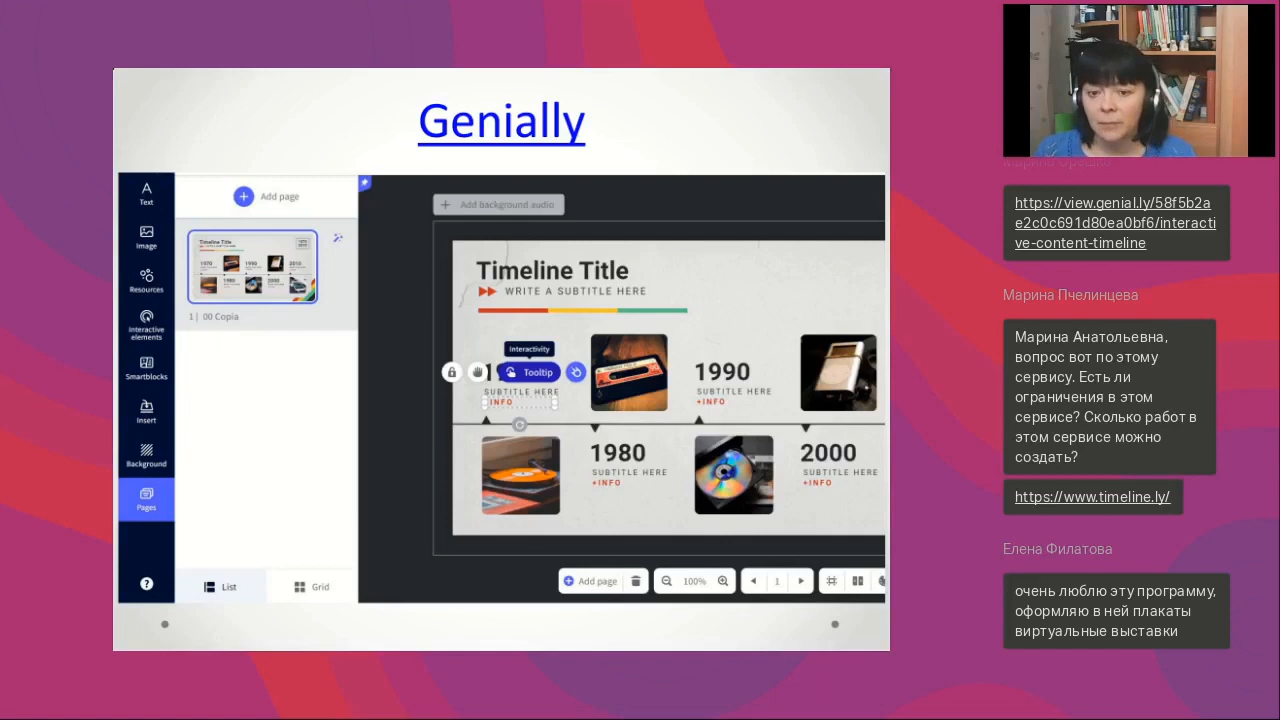 Genially
Text
Image
Resources
Interactive
elements
Smartblocks
Insert
Background
Pages
Add page
1 | 00 Copia
List
Grid
Add background audio
Timeline Title
WRITE A SUBTITLE HERE
Interactivity
Tooltip
SUBTITLE HERE
INFO
1990
SUBTITLE HERE
+INFO
1980
SUBTITLE HERE
+INFO
2000
SUBTITLE HERE
+INFO
Add page
100%
1
https://view.genial.ly/58f5b2a
e2c0c691d80ea0bf6/interacti
ve-content-timeline
Марина Пчелинцева
Марина Анатольевна,
вопрос вот по этому
сервису. Есть ли
ограничения в этом
сервисе? Сколько работ в
этом сервисе можно
создать?
https://www.timeline.ly/
Елена Филатова
очень люблю эту программу,
оформляю в ней плакаты
виртуальные выставки